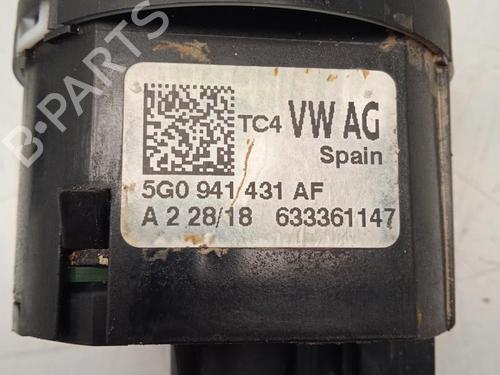 B-PARTS
TC4 VW AG
Spain
5G0 941 431 AF
A 2 28/18 633361147